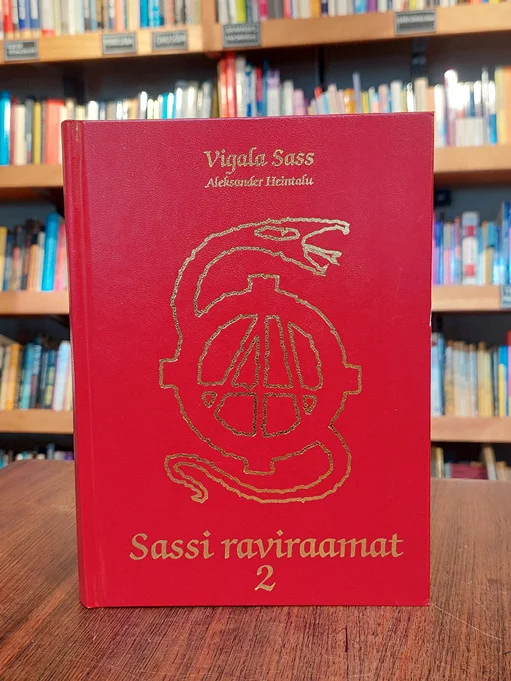 Vigala Sass
Aleksander Heintalu
Sassi raviraamat
2